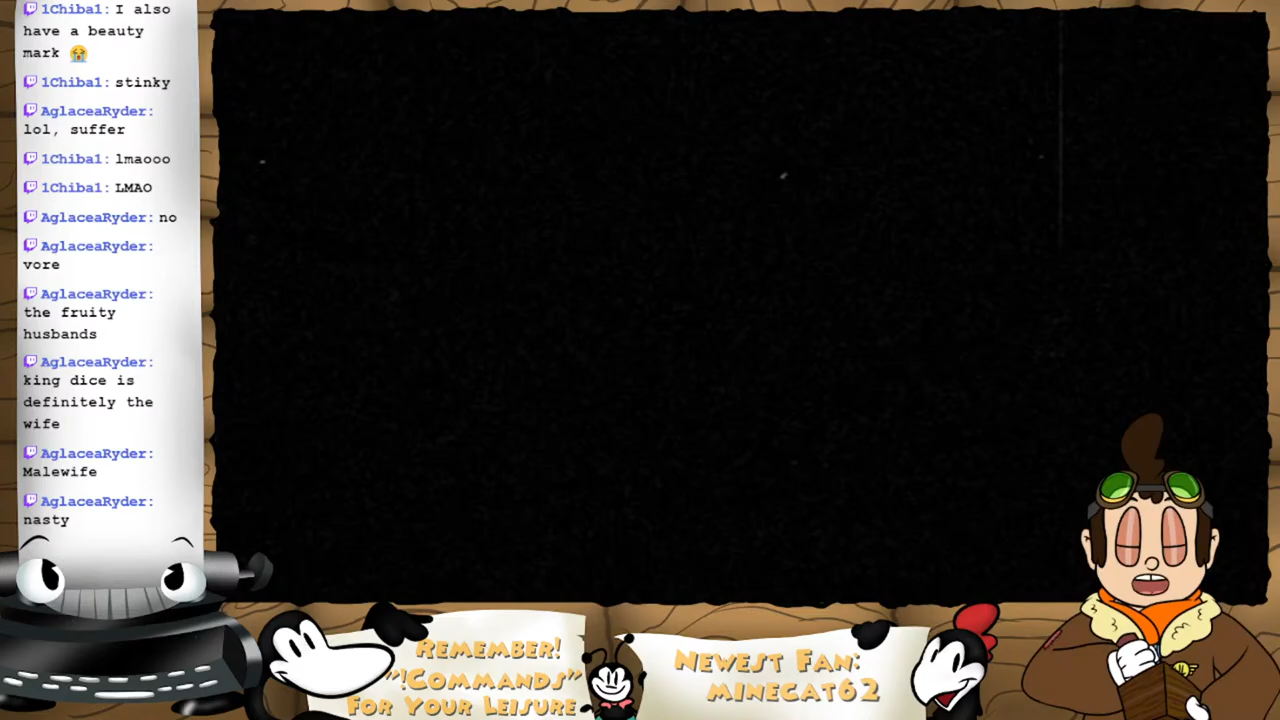 1Chiba1: I also
have a beauty
mark 😭
1Chiba1: stinky
AglaceaRyder:
lol, suffer
1Chiba1: lmaooo
1Chiba1: LMAO
AglaceaRyder: no
AglaceaRyder:
vore
AglaceaRyder:
the fruity
husbands
AglaceaRyder:
king dice is
definitely the
wife
AglaceaRyder:
Malewife
AglaceaRyder:
nasty
Remember!
"!Commands"
For Your Leisure
Newest Fan:
minecat62